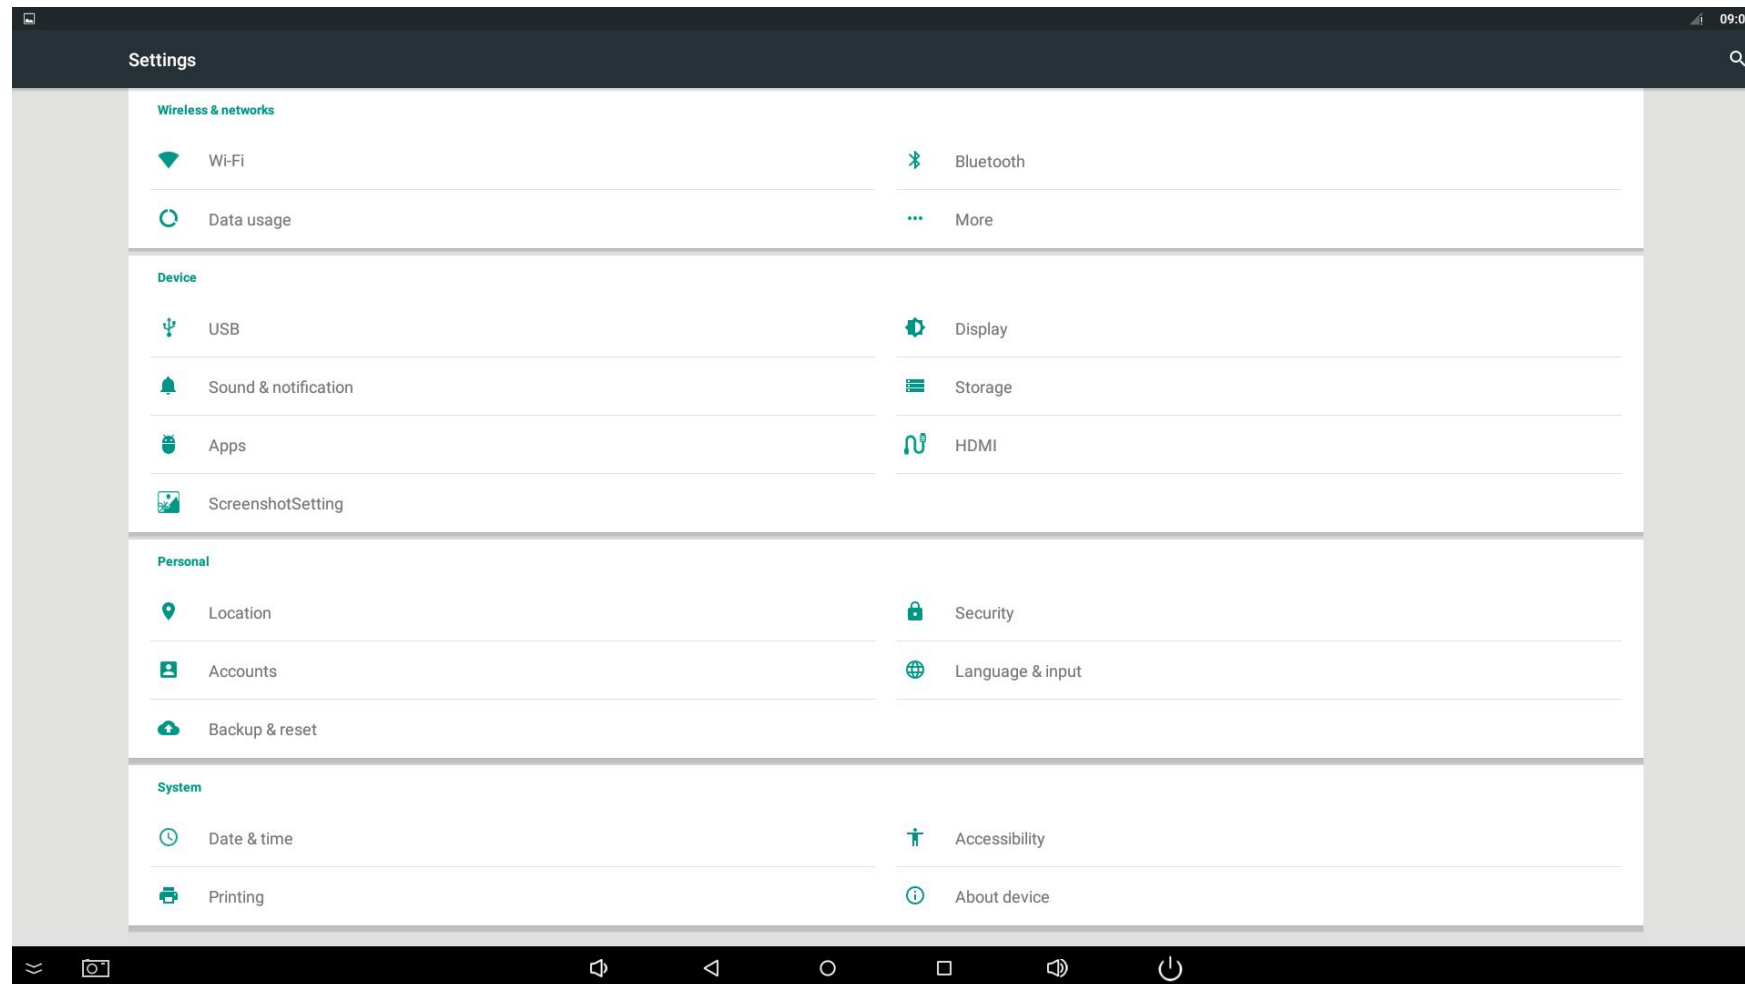 09:0
Settings
Wireless & networks
Wi-Fi
Bluetooth
Data usage
More
Device
USB
Display
Sound & notification
Storage
Apps
HDMI
ScreenshotSetting
Personal
Location
Security
Accounts
Language & input
Backup & reset
System
Date & time
Accessibility
Printing
About device